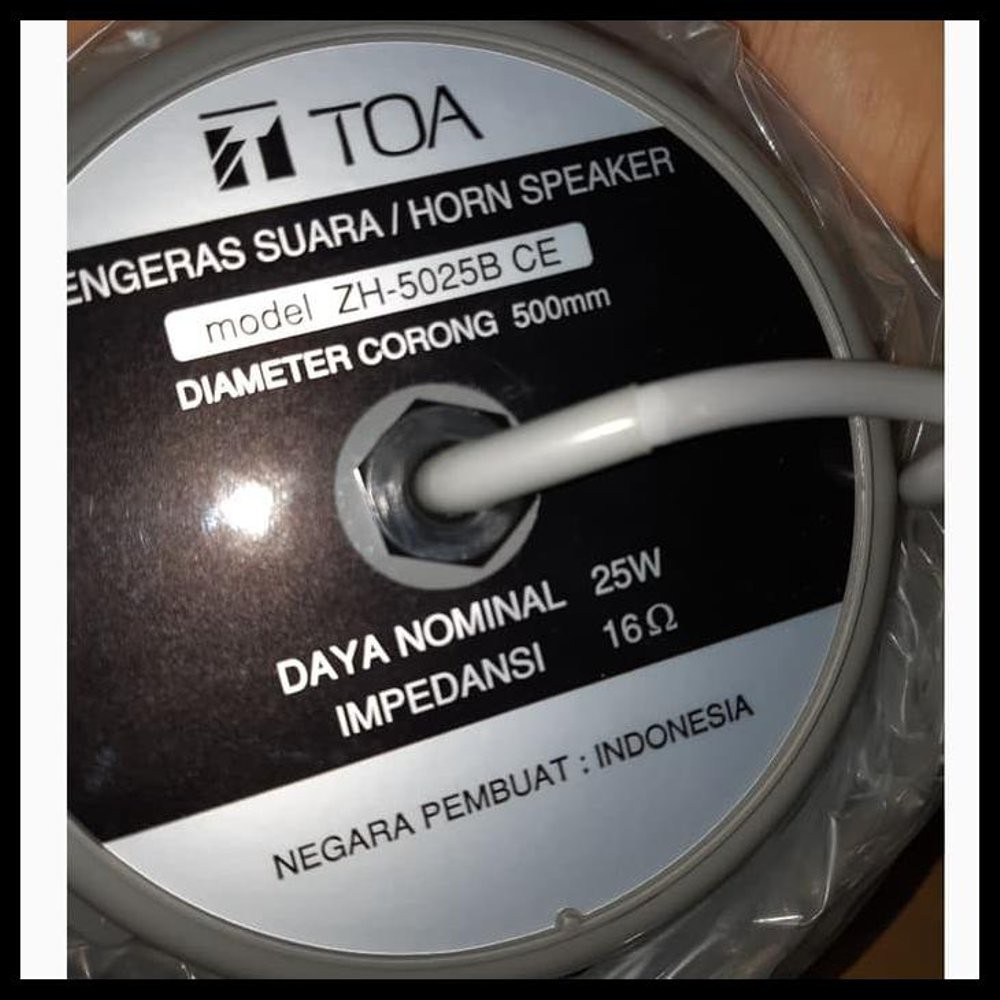 TOA
ENGERAS SUARA / HORN SPEAKER
model ZH-5025B CE
DIAMETER CORONG 500mm
DAYA NOMINAL 25W
IMPEDANSI 16Ω
NEGARA PEMBUAT : INDONESIA